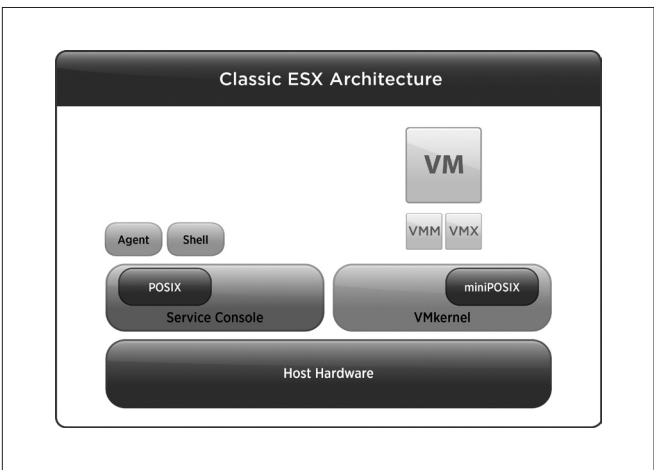 Classic ESX Architecture
VM
VMM VMX
Agent Shell
POSIX
Service Console
miniPOSIX
VMkernel
Host Hardware